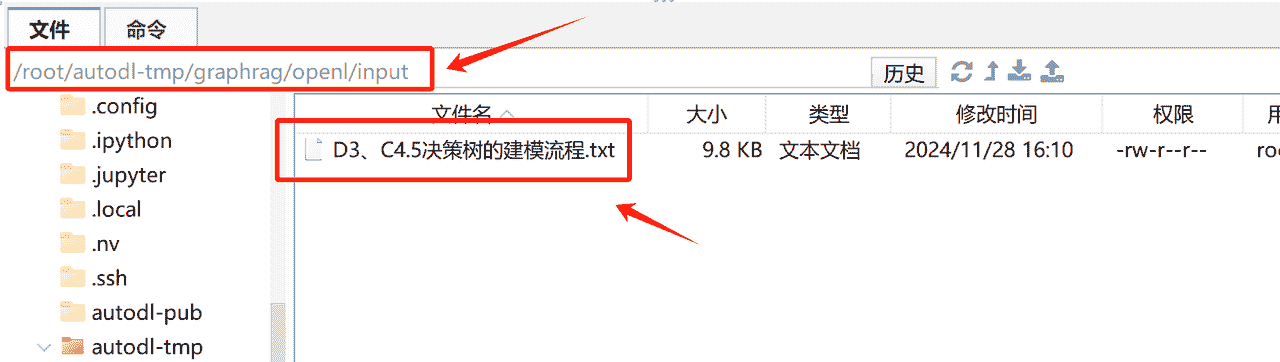 文件 命令
/root/autodl-tmp/graphrag/openl/input 历史
.config
.ipython
.jupyter
.local
.nv
.ssh
autodl-pub
autodl-tmp
文件名 大小 类型 修改时间 权限 用
D3、C4.5决策树的建模流程.txt 9.8 KB 文本文档 2024/11/28 16:10 -rw-r--r-- roo